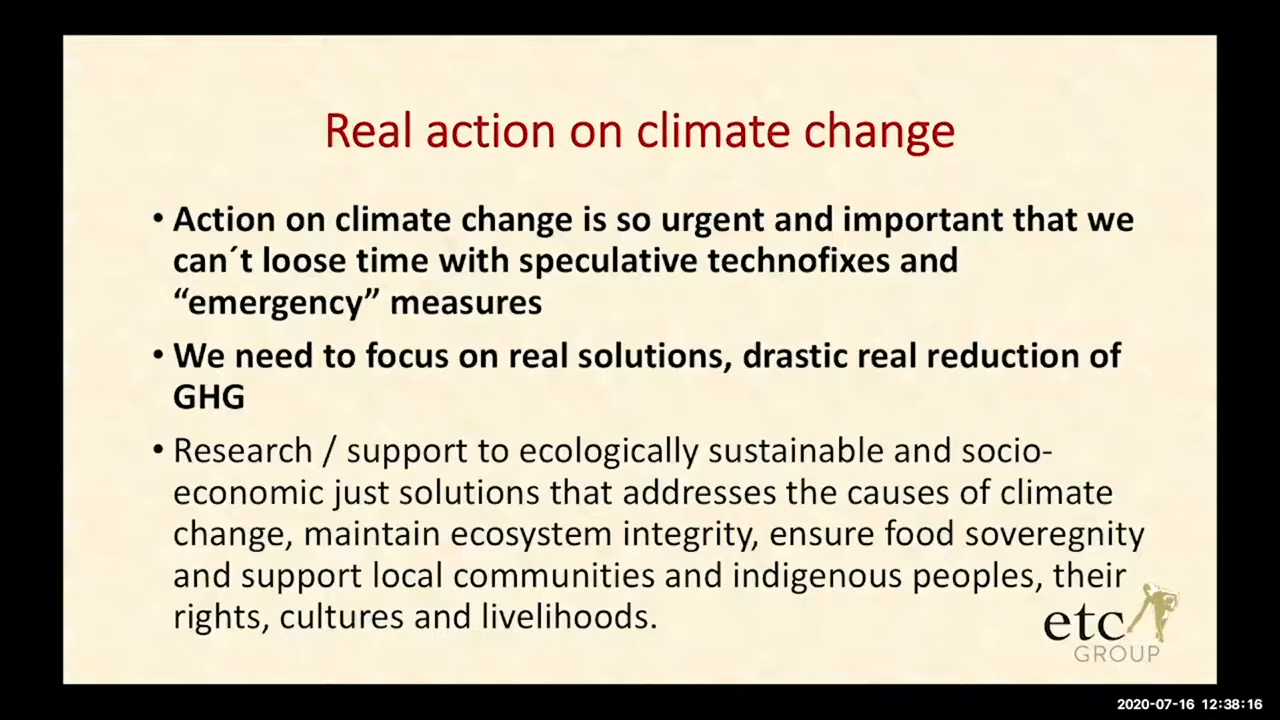 Real action on climate change
• Action on climate change is so urgent and important that we
can´t loose time with speculative technofixes and
“emergency” measures
• We need to focus on real solutions, drastic real reduction of
GHG
• Research / support to ecologically sustainable and socio-
economic just solutions that addresses the causes of climate
change, maintain ecosystem integrity, ensure food soveregnity
and support local communities and indigenous peoples, their
rights, cultures and livelihoods.
etc
GROUP
2020-07-16 12:38:16